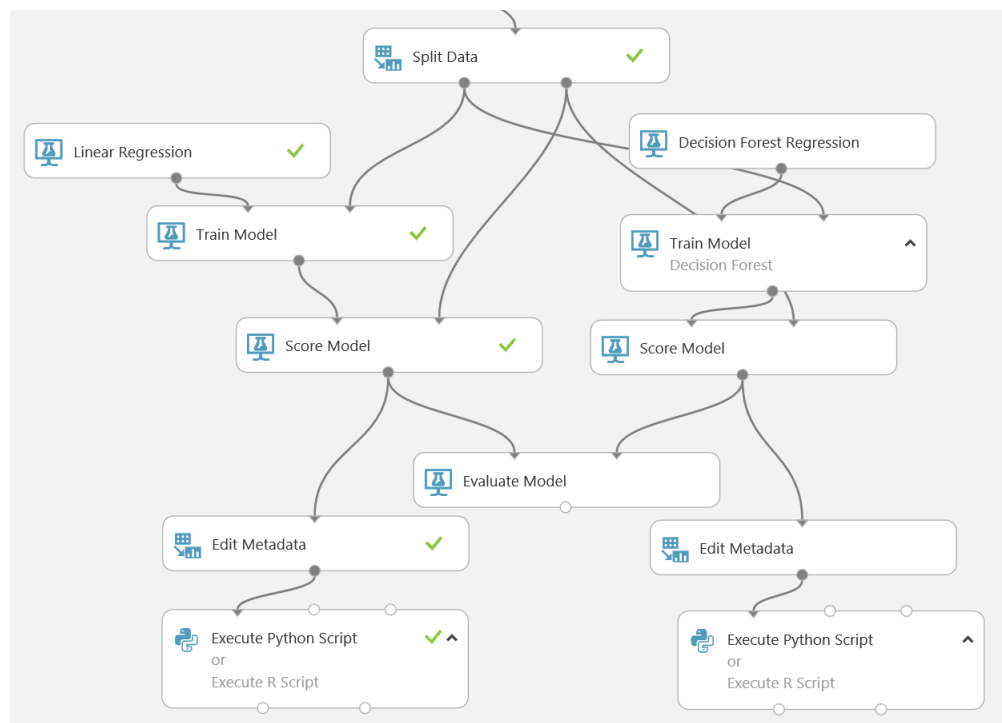 Split Data
Linear Regression
Decision Forest Regression
Train Model
Train Model
Decision Forest
Score Model
Score Model
Evaluate Model
Edit Metadata
Edit Metadata
Execute Python Script
or
Execute R Script
Execute Python Script
or
Execute R Script